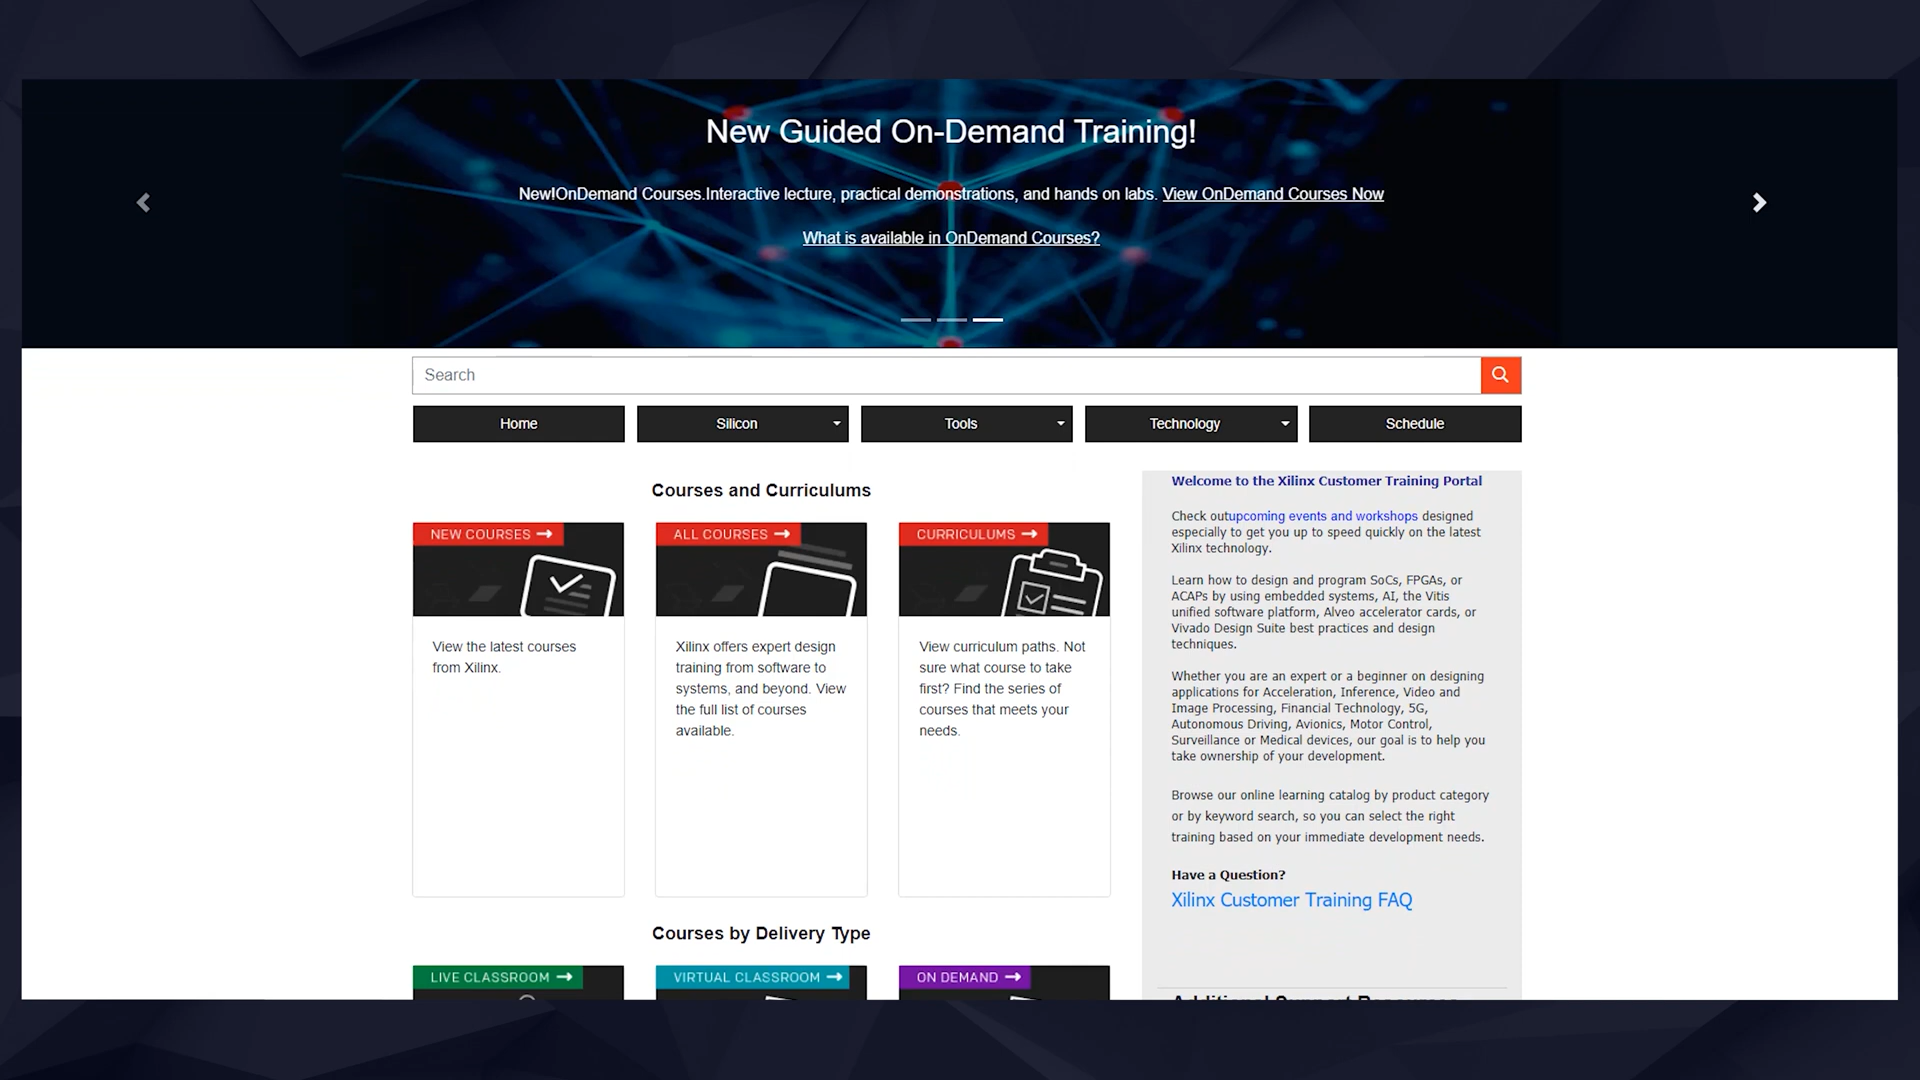 New Guided On-Demand Training!
New!OnDemand Courses.Interactive lecture, practical demonstrations, and hands on labs. View OnDemand Courses Now
What is available in OnDemand Courses?
Search
Home
Silicon
Tools
Technology
Schedule
Courses and Curriculums
NEW COURSES
View the latest courses
from Xilinx.
ALL COURSES
Xilinx offers expert design
training from software to
systems, and beyond. View
the full list of courses
available.
CURRICULUMS
View curriculum paths. Not
sure what course to take
first? Find the series of
courses that meets your
needs.
Courses by Delivery Type
LIVE CLASSROOM
VIRTUAL CLASSROOM
ON DEMAND
Welcome to the Xilinx Customer Training Portal
Check outupcoming events and workshops designed
especially to get you up to speed quickly on the latest
Xilinx technology.
Learn how to design and program SoCs, FPGAs, or
ACAPs by using embedded systems, AI, the Vitis
unified software platform, Alveo accelerator cards, or
Vivado Design Suite best practices and design
techniques.
Whether you are an expert or a beginner on designing
applications for Acceleration, Inference, Video and
Image Processing, Financial Technology, 5G,
Autonomous Driving, Avionics, Motor Control,
Surveillance or Medical devices, our goal is to help you
take ownership of your development.
Browse our online learning catalog by product category
or by keyword search, so you can select the right
training based on your immediate development needs.
Have a Question?
Xilinx Customer Training FAQ
Additional Support Resources